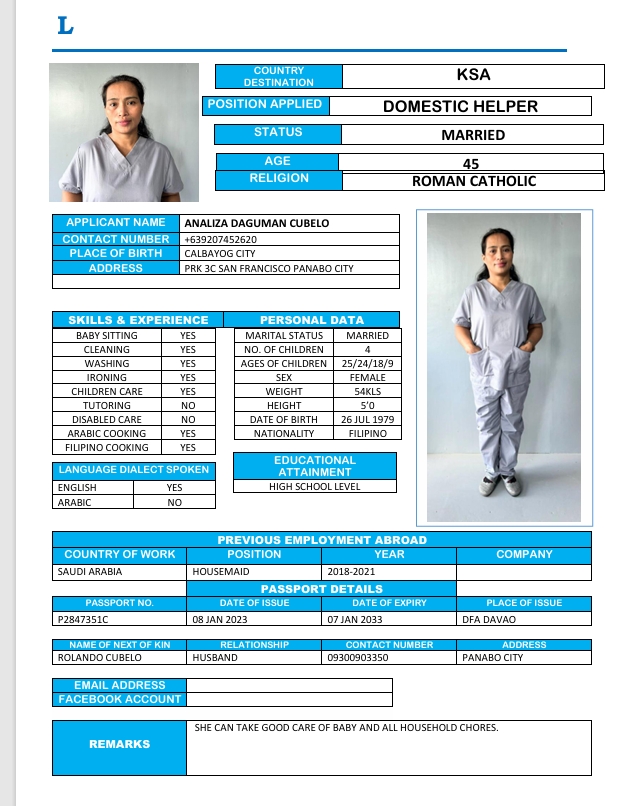 L
COUNTRY DESTINATION KSA
POSITION APPLIED DOMESTIC HELPER
STATUS MARRIED
AGE 45
RELIGION ROMAN CATHOLIC
APPLICANT NAME ANALIZA DAGUMAN CUBELO
CONTACT NUMBER +639207452620
PLACE OF BIRTH CALBAYOG CITY
ADDRESS PRK 3C SAN FRANCISCO PANABO CITY
SKILLS & EXPERIENCE
BABY SITTING YES
CLEANING YES
WASHING YES
IRONING YES
CHILDREN CARE YES
TUTORING NO
DISABLED CARE NO
ARABIC COOKING YES
FILIPINO COOKING YES
LANGUAGE DIALECT SPOKEN
ENGLISH YES
ARABIC NO
PERSONAL DATA
MARITAL STATUS MARRIED
NO. OF CHILDREN 4
AGES OF CHILDREN 25/24/18/9
SEX FEMALE
WEIGHT 54KLS
HEIGHT 5'0
DATE OF BIRTH 26 JUL 1979
NATIONALITY FILIPINO
EDUCATIONAL
ATTAINMENT
HIGH SCHOOL LEVEL
PREVIOUS EMPLOYMENT ABROAD
COUNTRY OF WORK POSITION YEAR COMPANY
SAUDI ARABIA HOUSEMAID 2018-2021
PASSPORT DETAILS
PASSPORT NO. DATE OF ISSUE DATE OF EXPIRY PLACE OF ISSUE
P2847351C 08 JAN 2023 07 JAN 2033 DFA DAVAO
NAME OF NEXT OF KIN RELATIONSHIP CONTACT NUMBER ADDRESS
ROLANDO CUBELO HUSBAND 09300903350 PANABO CITY
EMAIL ADDRESS
FACEBOOK ACCOUNT
REMARKS SHE CAN TAKE GOOD CARE OF BABY AND ALL HOUSEHOLD CHORES.